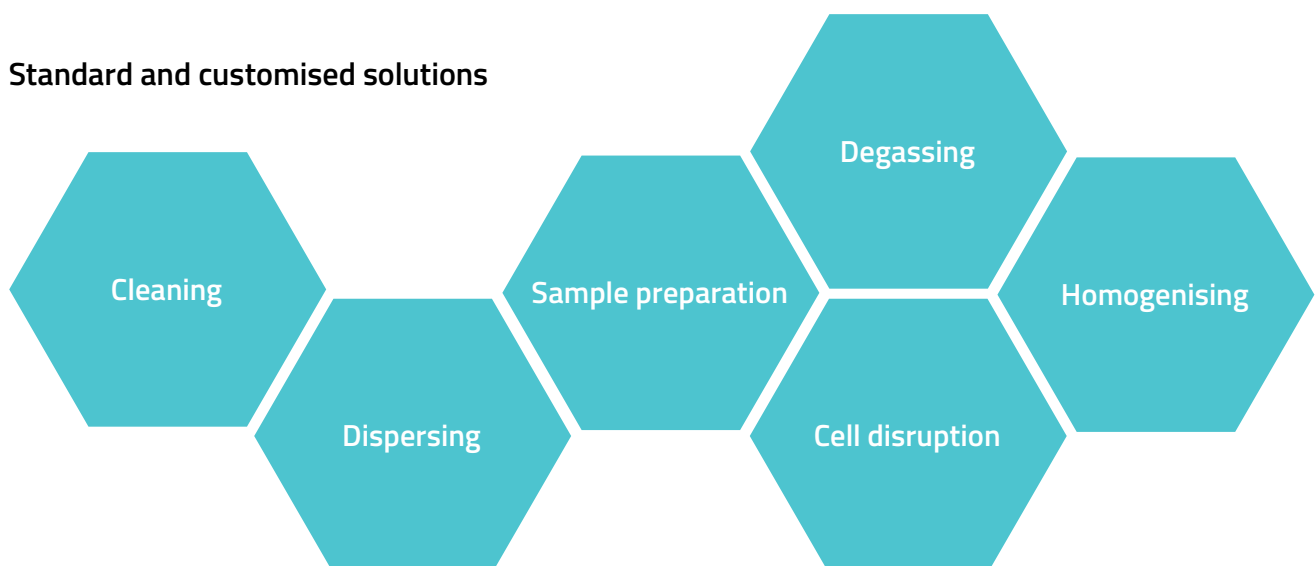 Standard and customised solutions
Degassing
Cleaning
Sample preparation
Homogenising
Dispersing
Cell disruption